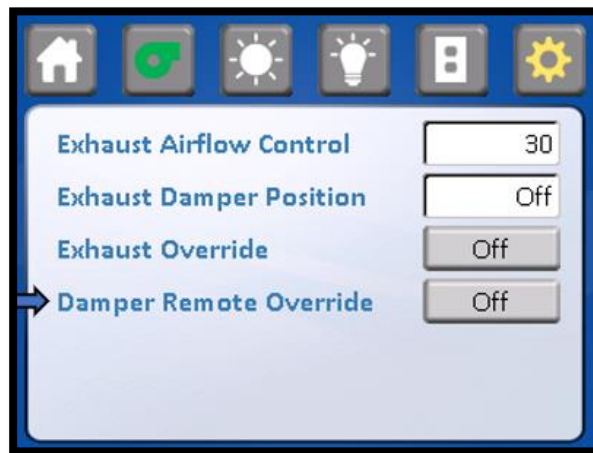 Exhaust Airflow Control 30
Exhaust Damper Position Off
Exhaust Override Off
Damper Remote Override Off